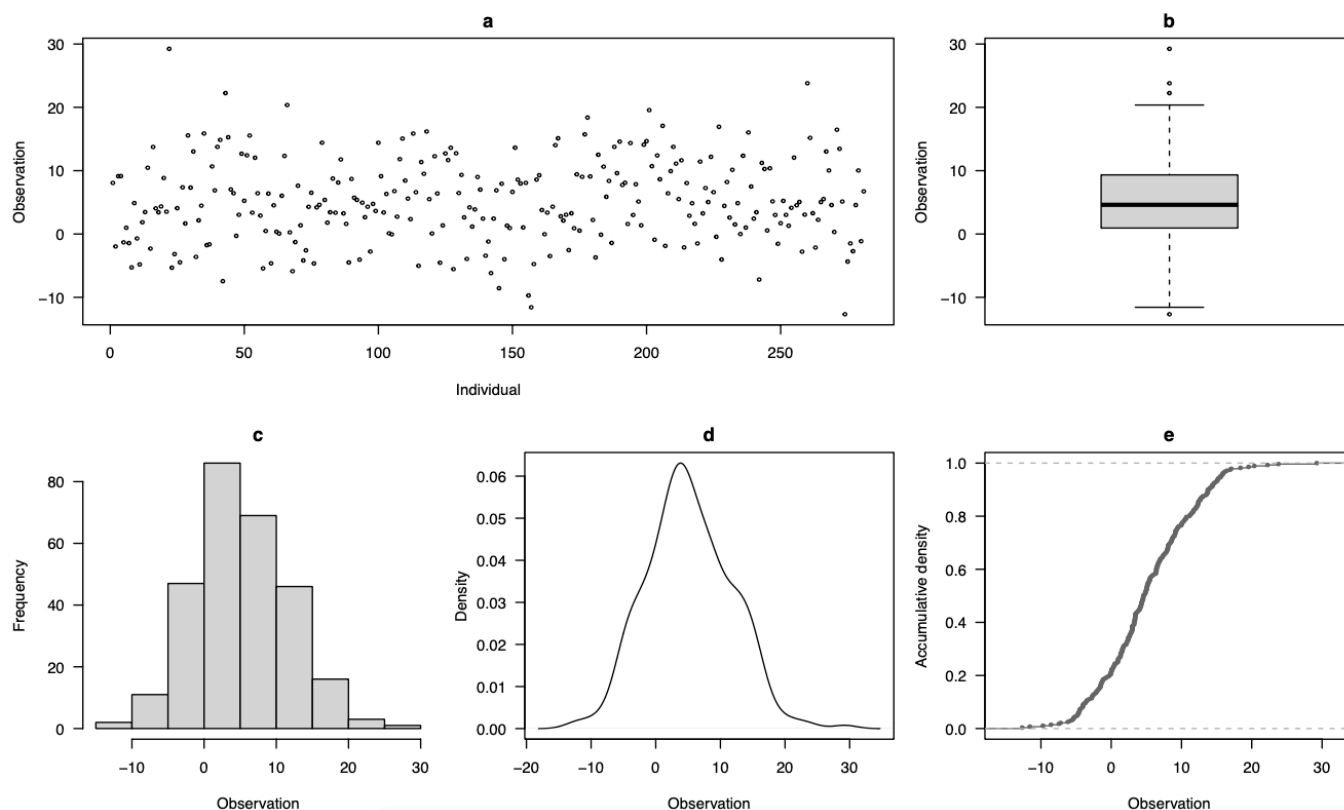 a
30
20
10
0
−10
Observation
0 50 100 150 200 250
Individual
b
30
20
10
0
−10
Observation
c
80
60
40
20
0
Frequency
−10 0 10 20 30
Observation
d
0.06
0.05
0.04
0.03
0.02
0.01
0.00
Density
−20 −10 0 10 20 30
Observation
e
1.0
0.8
0.6
0.4
0.2
0.0
Accumulative density
−10 0 10 20 30
Observation